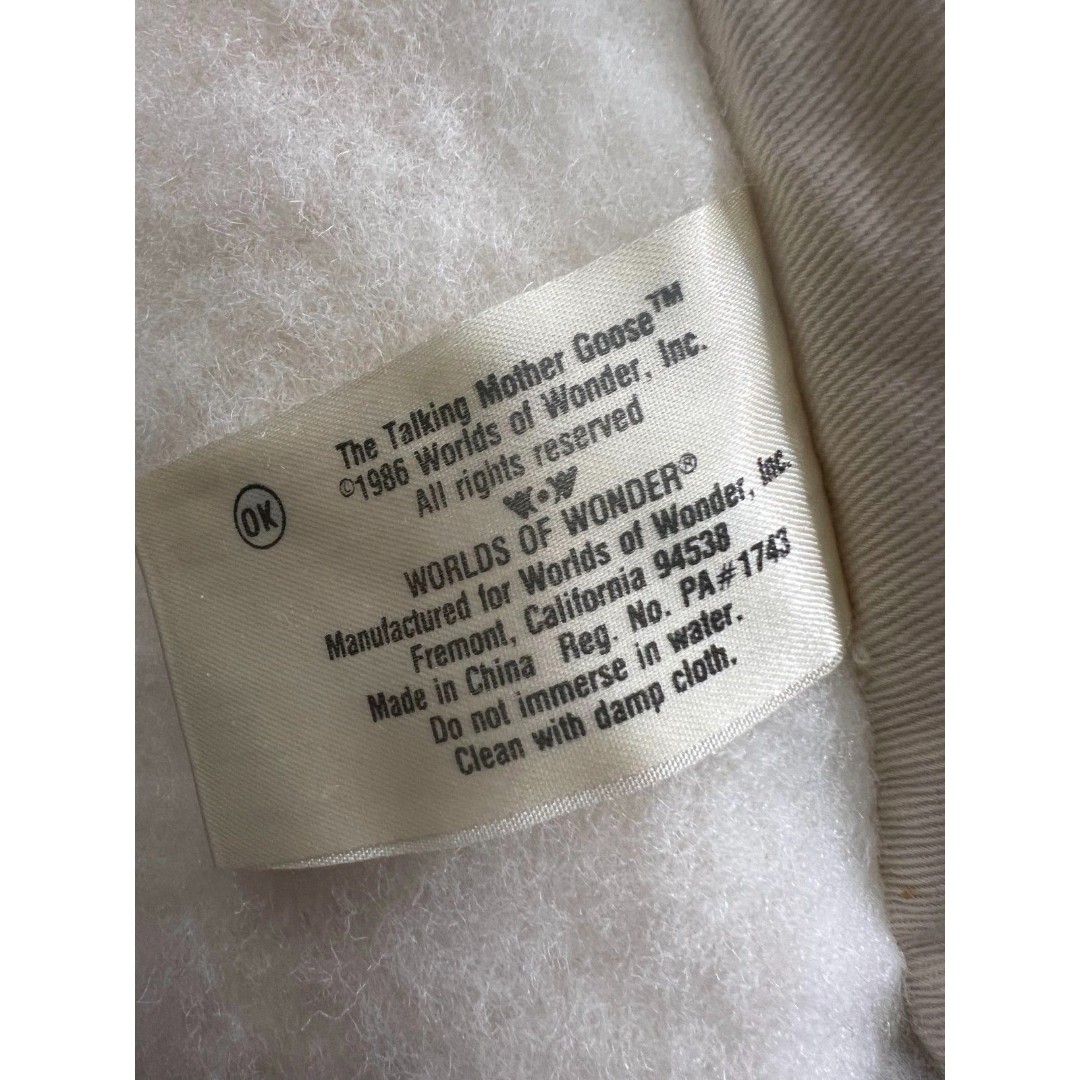 The Talking Mother Goose™
©1986 Worlds of Wonder, Inc.
All rights reserved
OK
W•W
WORLDS OF WONDER®
Manufactured for Worlds of Wonder, Inc.
Fremont, California 94538
Made in China Reg. No. PA#1743
Do not immerse in water.
Clean with damp cloth.